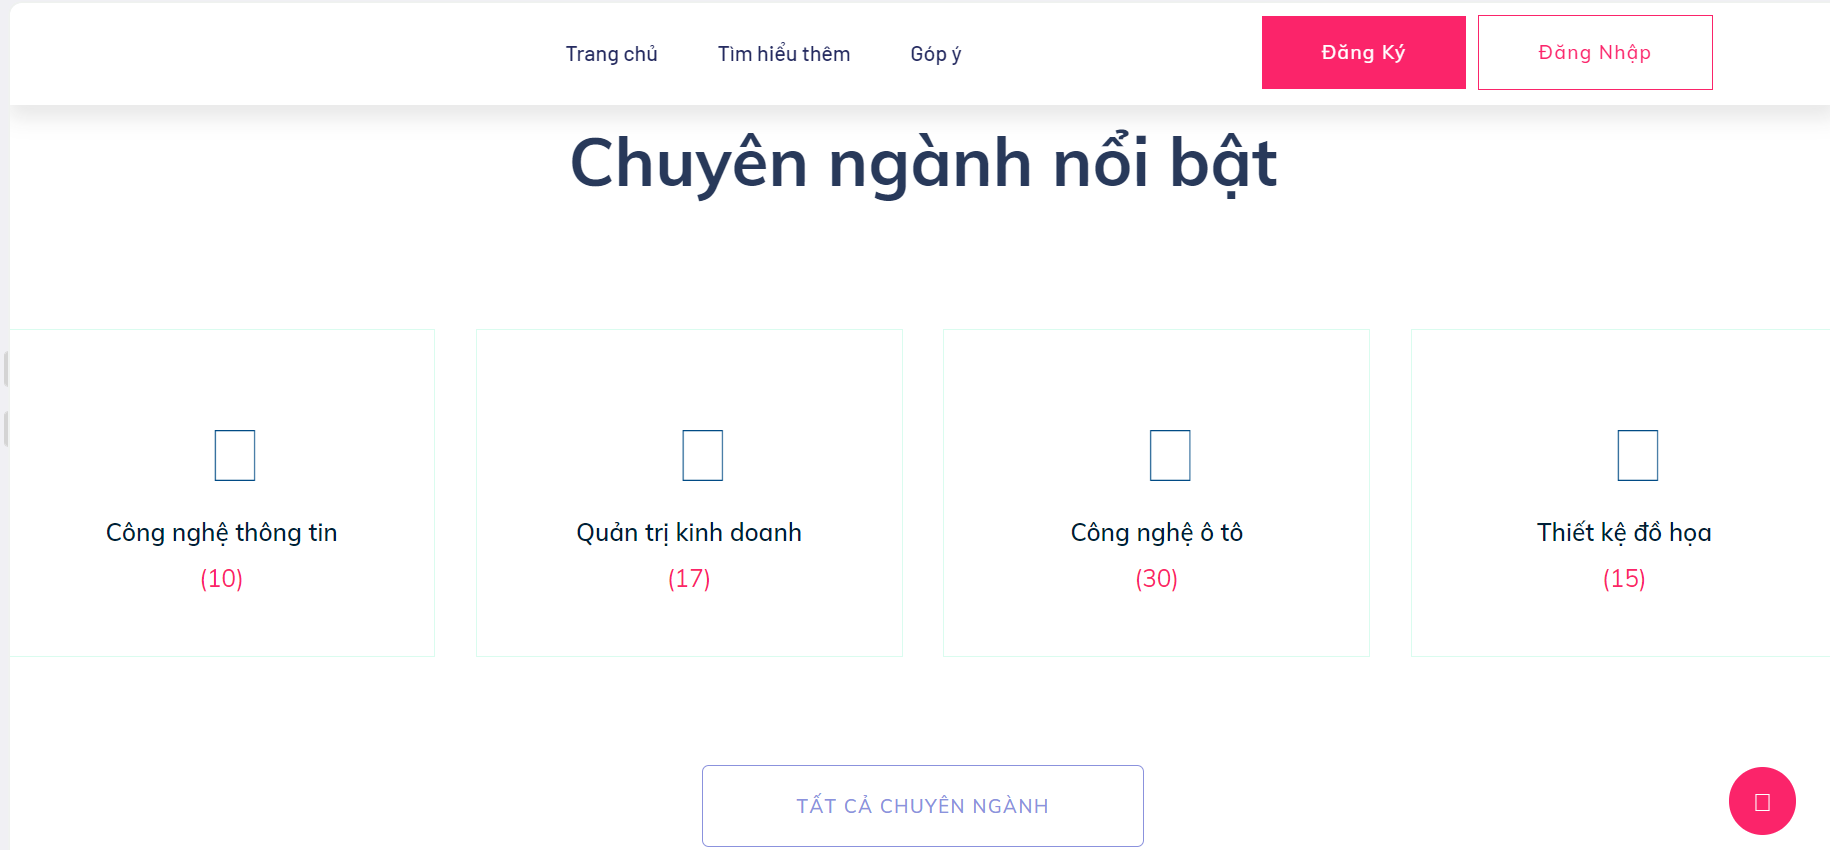 Trang chủ Tìm hiểu thêm Góp ý Đăng Ký Đăng Nhập
Chuyên ngành nổi bật
Công nghệ thông tin
(10)
Quản trị kinh doanh
(17)
Công nghệ ô tô
(30)
Thiết kệ đồ họa
(15)
TẤT CẢ CHUYÊN NGÀNH